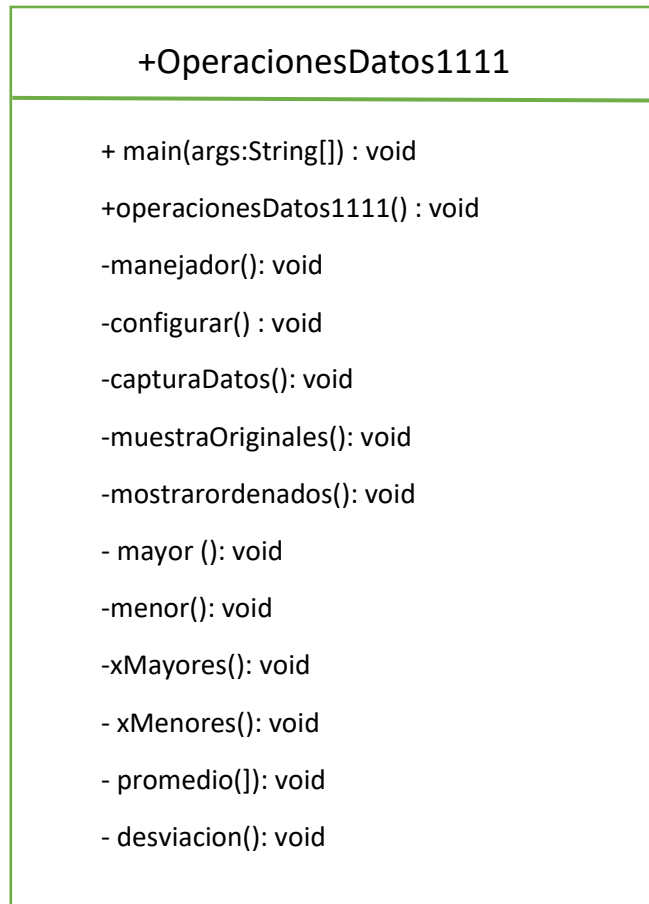 +OperacionesDatos1111
+ main(args:String[]) : void
+operacionesDatos1111() : void
-manejador(): void
-configurar() : void
-capturaDatos(): void
-muestraOriginales(): void
-mostrarordenados(): void
- mayor (): void
-menor(): void
-xMayores(): void
- xMenores(): void
- promedio(]): void
- desviacion(): void